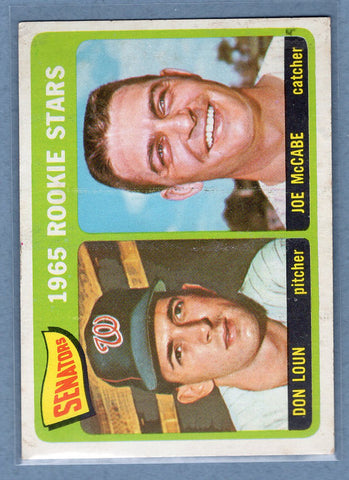 1965 ROOKIE STARS
SENATORS
W
DON LOUN pitcher
JOE McCABE catcher